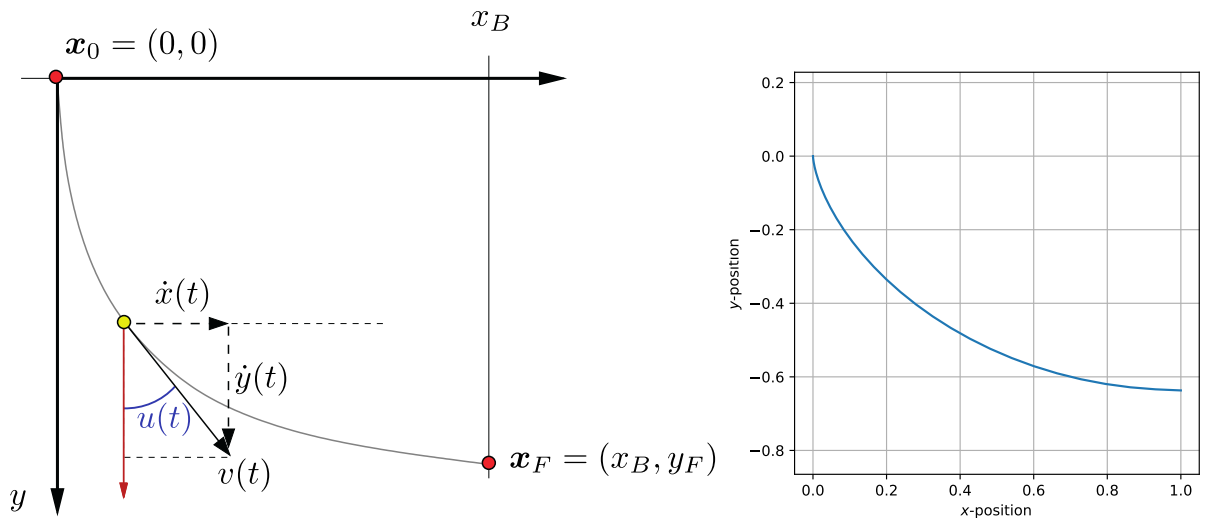 x_B
𝒙₀ = (0, 0)
ẋ(t)
ẏ(t)
u(t)
v(t)
𝒙_F = (x_B, y_F)
y
0.2
0.0
−0.2
−0.4
−0.6
−0.8
y-position
0.0 0.2 0.4 0.6 0.8 1.0
x-position